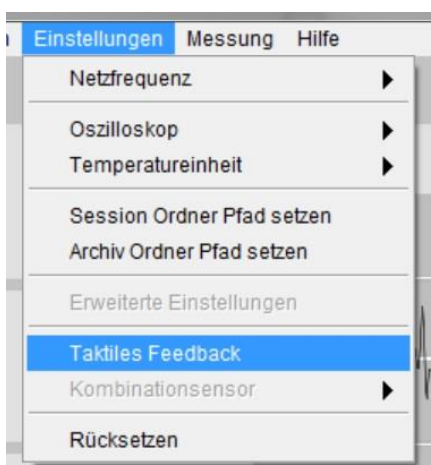 Einstellungen Messung Hilfe
Netzfrequenz
Oszilloskop
Temperatureinheit
Session Ordner Pfad setzen
Archiv Ordner Pfad setzen
Erweiterte Einstellungen
Taktiles Feedback
Kombinationsensor
Rücksetzen